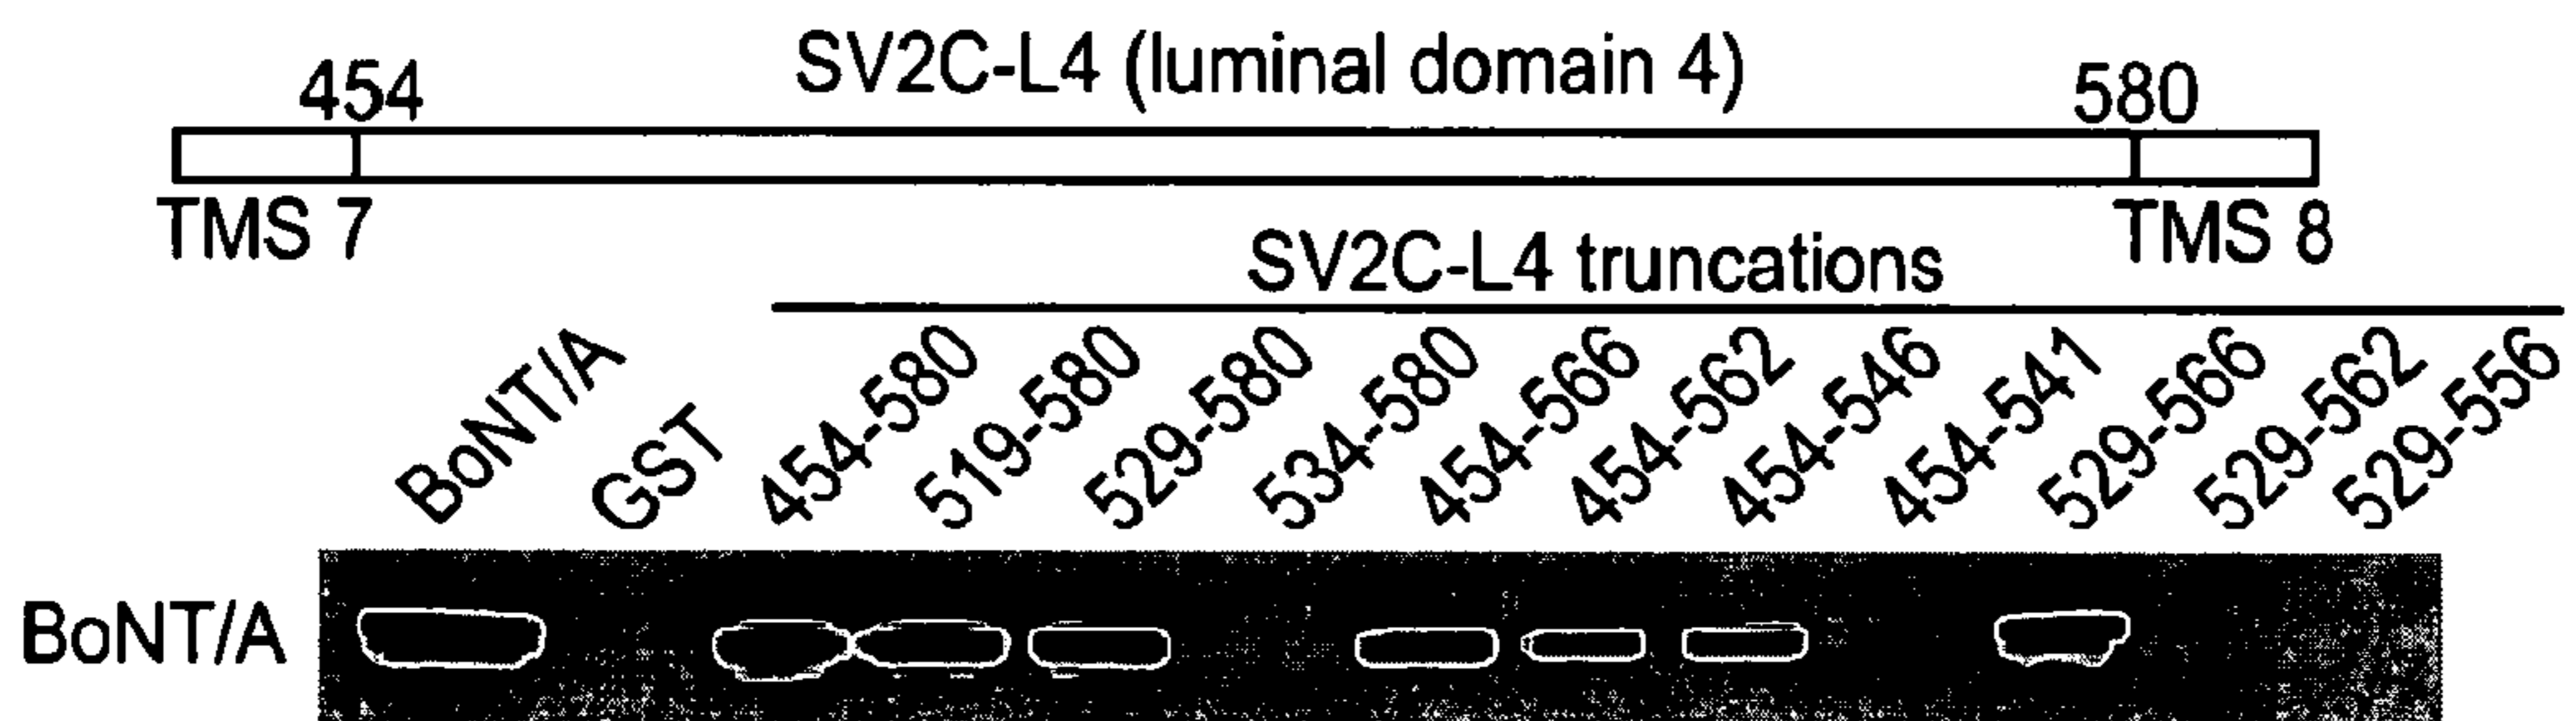 SV2C-L4 (luminal domain 4)
454 580
TMS 7 TMS 8
SV2C-L4 truncations
BoNT/A GST 454-580 519-580 529-580 534-580 454-566 454-562 454-546 454-541 529-566 529-562 529-556
BoNT/A